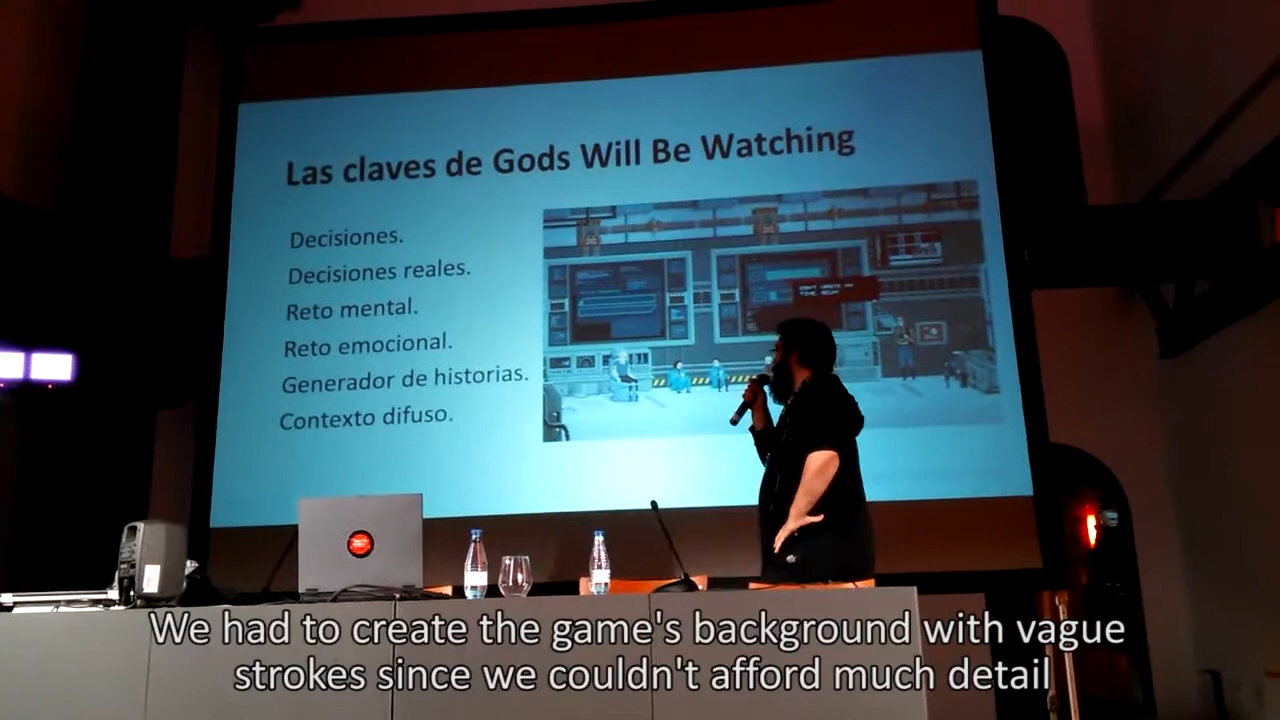 Las claves de Gods Will Be Watching
Decisiones.
Decisiones reales.
Reto mental.
Reto emocional.
Generador de historias.
Contexto difuso.
We had to create the game's background with vague
strokes since we couldn't afford much detail